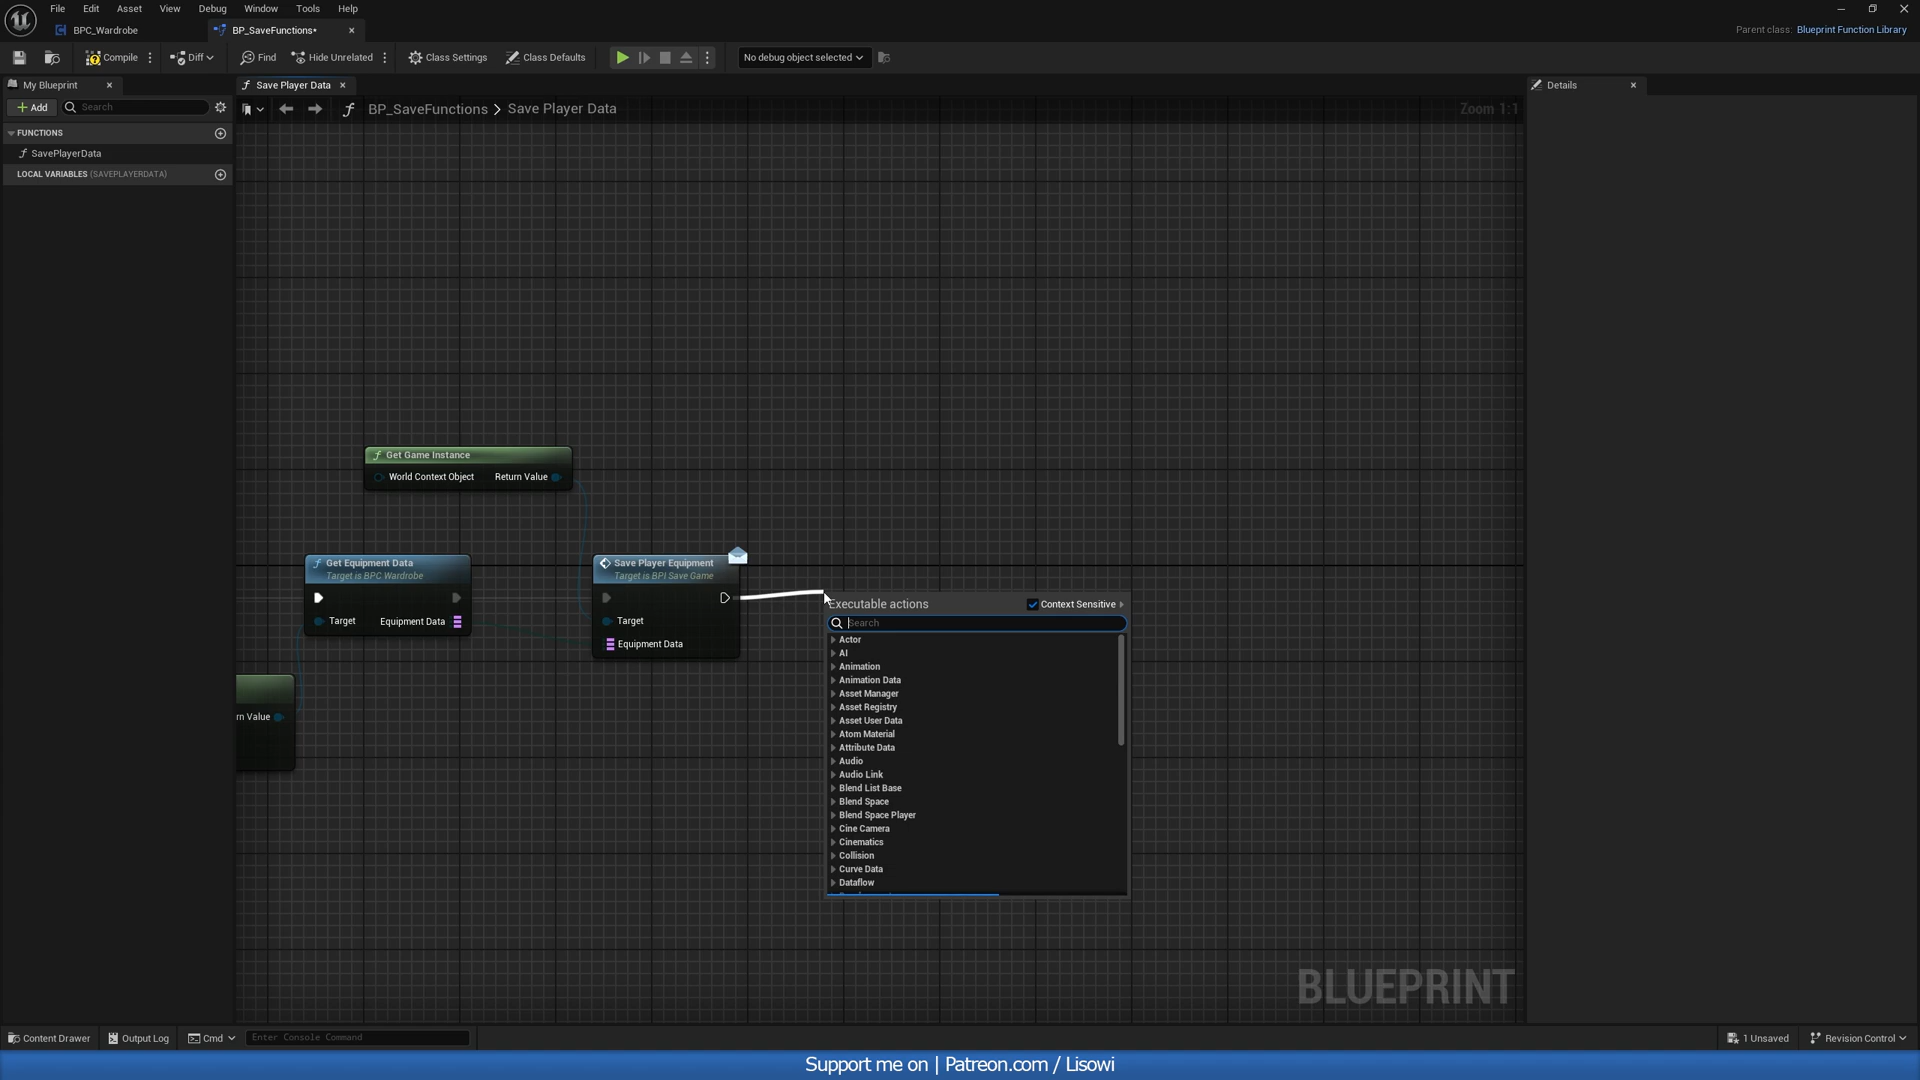 File Edit Asset View Window Debug Tools Help
BPC_Wardrobe
BP_SaveFunctions*
Parent class: Blueprint Function Library
Compile
Diff
Find
Hide Unrelated
Class Settings
Class Defaults
No debug object selected
My Blueprint
Save Player Data
Details
Add
Search
BP_SaveFunctions > Save Player Data
Zoom 1:1
FUNCTIONS
SavePlayerData
LOCAL VARIABLES (SAVEPLAYERDATA)
Get Game Instance
World Context Object Return Value
Get Equipment Data
Target is BPC Wardrobe
Target Equipment Data
Save Player Equipment
Target is BPI Save Game
Target
Equipment Data
rn Value
Executable actions
Context Sensitive
Search
Actor
AI
Animation
Animation Data
Asset Manager
Asset Registry
Asset User Data
Atom Material
Attribute Data
Audio
Audio Link
Blend List Base
Blend Space
Blend Space Player
Cine Camera
Cinematics
Collision
Curve Data
Dataflow
BLUEPRINT
Content Drawer
Output Log
Cmd
Enter Console Command
1 Unsaved
Revision Control
Support me on | Patreon.com / Lisowi